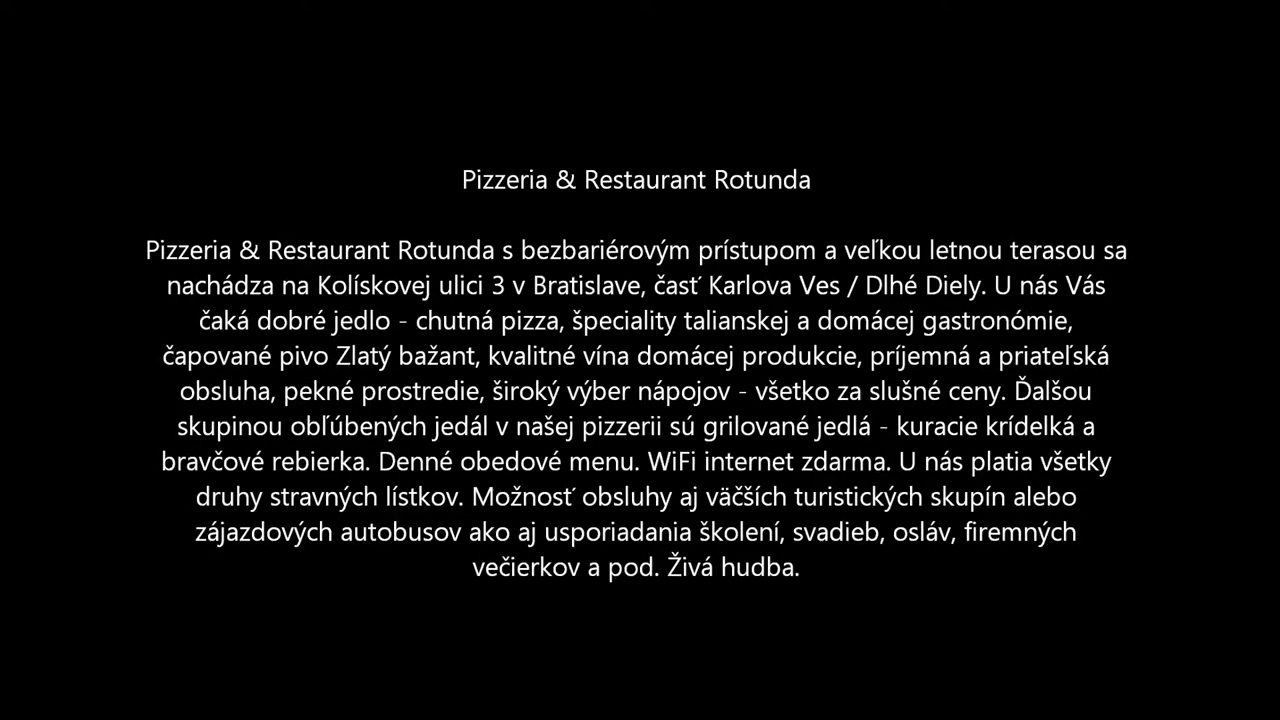 Pizzeria & Restaurant Rotunda
Pizzeria & Restaurant Rotunda s bezbariérovým prístupom a veľkou letnou terasou sa
nachádza na Kolískovej ulici 3 v Bratislave, časť Karlova Ves / Dlhé Diely. U nás Vás
čaká dobré jedlo - chutná pizza, špeciality talianskej a domácej gastronómie,
čapované pivo Zlatý bažant, kvalitné vína domácej produkcie, príjemná a priateľská
obsluha, pekné prostredie, široký výber nápojov - všetko za slušné ceny. Ďalšou
skupinou obľúbených jedál v našej pizzerii sú grilované jedlá - kuracie krídelká a
bravčové rebierka. Denné obedové menu. WiFi internet zdarma. U nás platia všetky
druhy stravných lístkov. Možnosť obsluhy aj väčších turistických skupín alebo
zájazdových autobusov ako aj usporiadania školení, svadieb, osláv, firemných
večierkov a pod. Živá hudba.